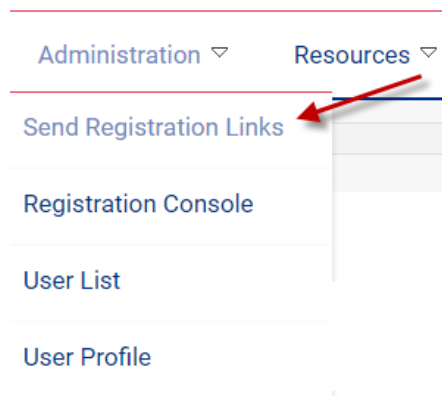 Administration Resources
Send Registration Links
Registration Console
User List
User Profile